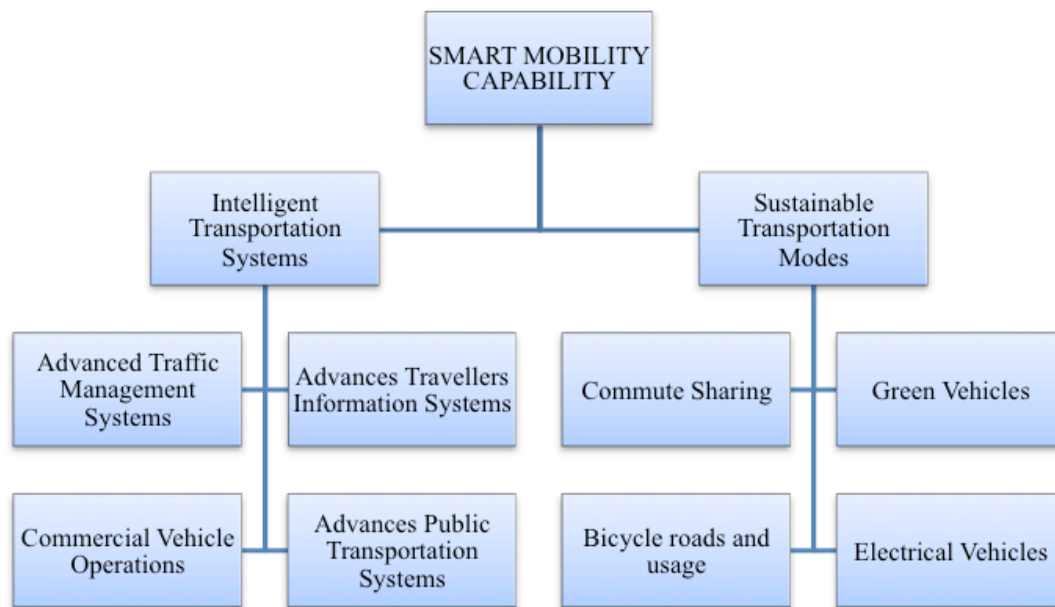 SMART MOBILITY
CAPABILITY
Intelligent
Transportation
Systems
Sustainable
Transportation
Modes
Advanced Traffic
Management
Systems
Advances Travellers
Information Systems
Commute Sharing
Green Vehicles
Commercial Vehicle
Operations
Advances Public
Transportation
Systems
Bicycle roads and
usage
Electrical Vehicles